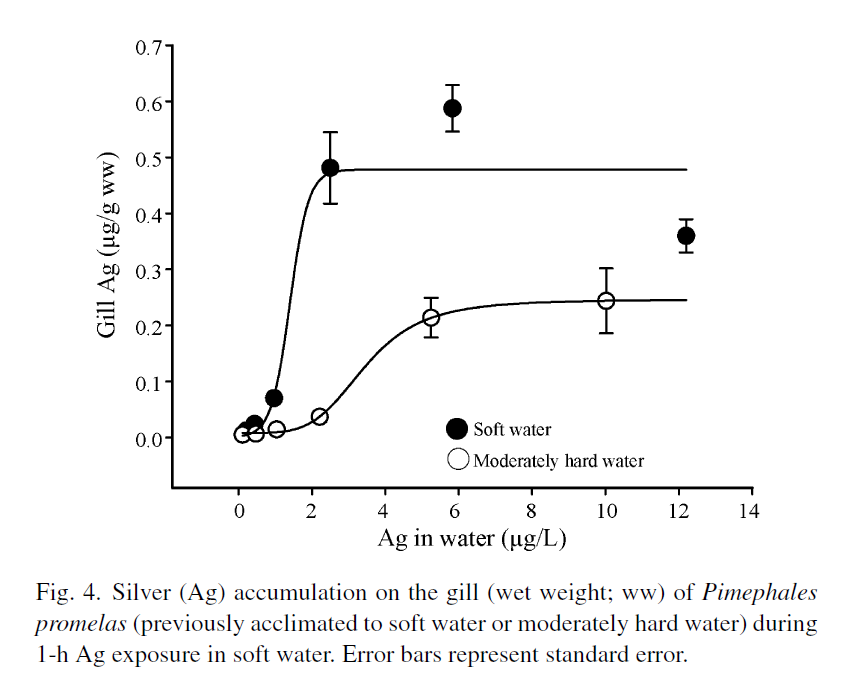 0.7
0.6
0.5
0.4
0.3
0.2
0.1
0.0
Gill Ag (µg/g ww)
Soft water
Moderately hard water
0 2 4 6 8 10 12 14
Ag in water (µg/L)
Fig. 4. Silver (Ag) accumulation on the gill (wet weight; ww) of Pimephales
promelas (previously acclimated to soft water or moderately hard water) during
1-h Ag exposure in soft water. Error bars represent standard error.